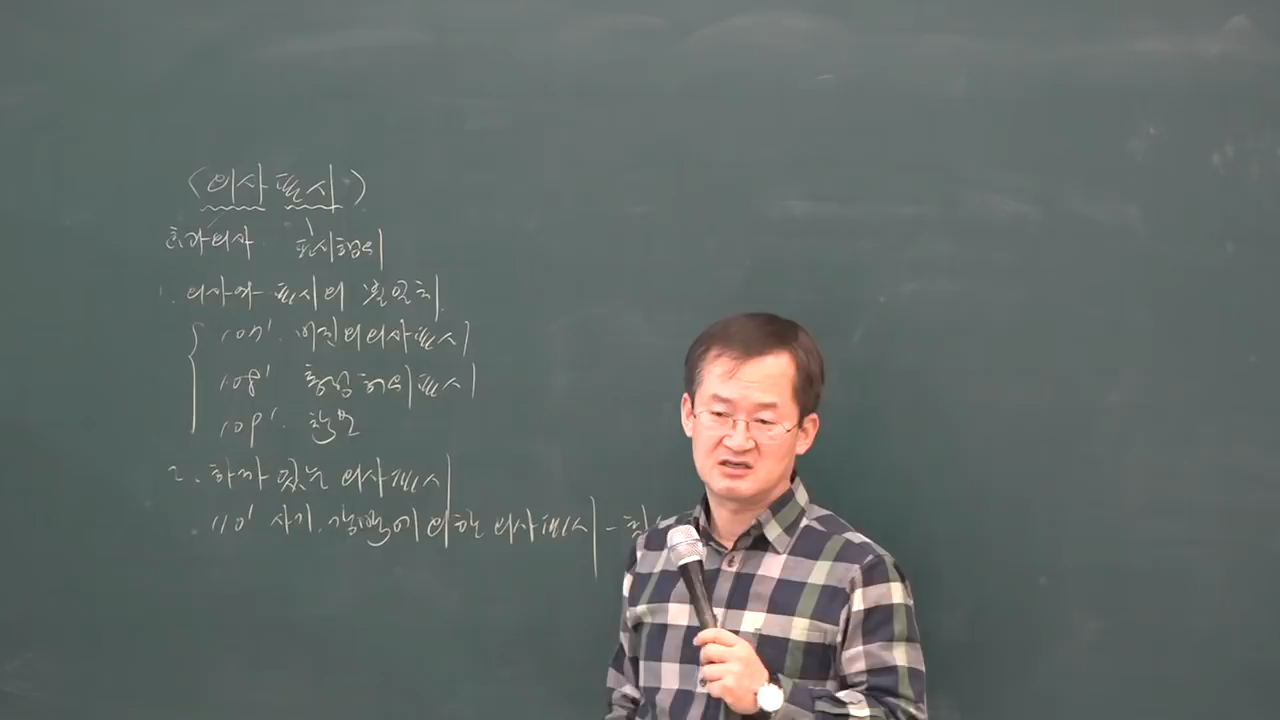 <의사표시>
효과의사 표시행위
1. 의사와 표시의 불일치
107' 비진의의사표시
108' 통정허위표시
109' 착오
2. 하자 있는 의사표시
110' 사기, 강박에 의한 의사표시 -